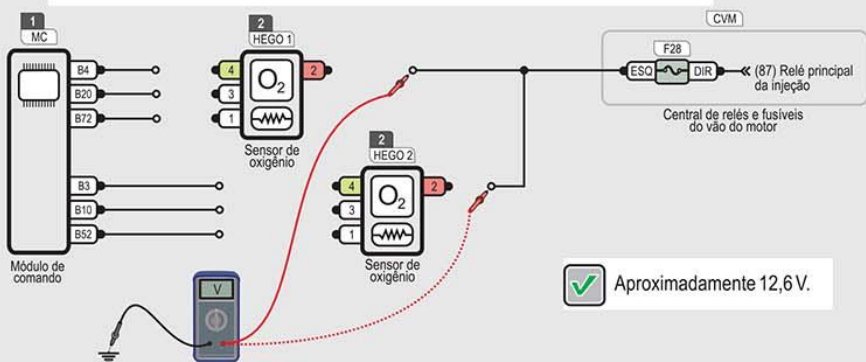 1
MC
B4
B20
B72
B3
B10
B52
Módulo de
comando
2
HEGO 1
4
3
1
O2
2
Sensor de
oxigênio
2
HEGO 2
4
3
1
O2
2
Sensor de
oxigênio
CVM
F28
ESQ
DIR
(87) Relé principal
da injeção
Central de relés e fusíveis
do vão do motor
V
Aproximadamente 12,6 V.